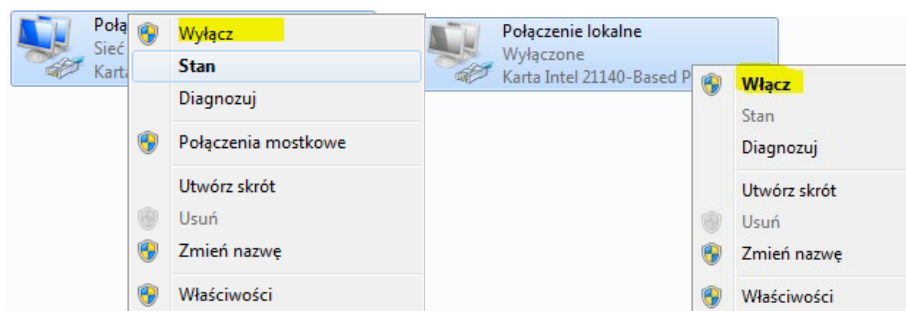 Połą
Sieć
Karta
Wyłącz
Stan
Diagnozuj
Połączenia mostkowe
Utwórz skrót
Usuń
Zmień nazwę
Właściwości
Połączenie lokalne
Wyłączone
Karta Intel 21140-Based P
Włącz
Stan
Diagnozuj
Utwórz skrót
Usuń
Zmień nazwę
Właściwości